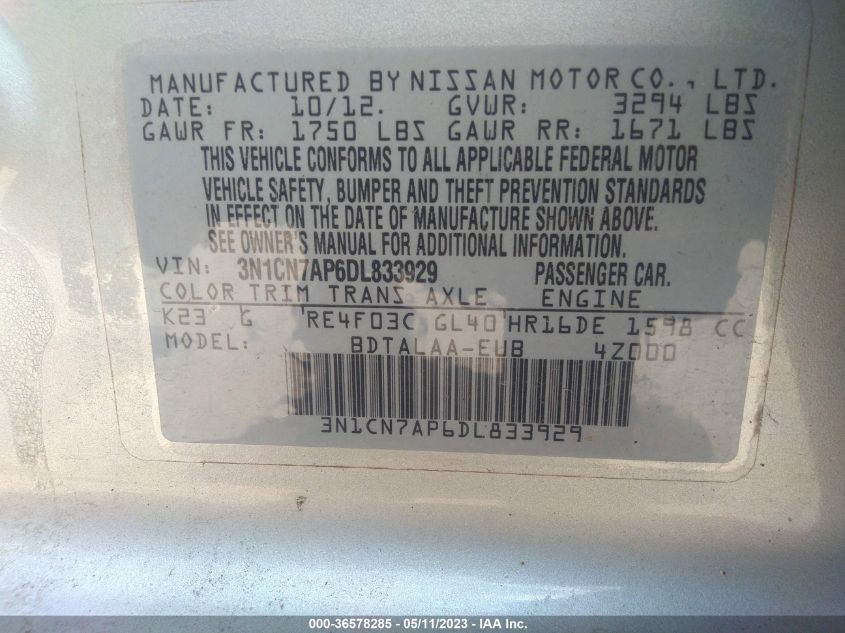 MANUFACTURED BY NISSAN MOTOR CO., LTD.
DATE: 10/12. GVWR: 3294 LBS
GAWR FR: 1750 LBS GAWR RR: 1671 LBS
THIS VEHICLE CONFORMS TO ALL APPLICABLE FEDERAL MOTOR
VEHICLE SAFETY, BUMPER AND THEFT PREVENTION STANDARDS
IN EFFECT ON THE DATE OF MANUFACTURE SHOWN ABOVE.
SEE OWNER'S MANUAL FOR ADDITIONAL INFORMATION.
VIN: 3N1CN7AP6DL833929 PASSENGER CAR.
COLOR TRIM TRANS AXLE ENGINE
K23 G RE4F03C GL40 HR16DE 1598 CC
MODEL: BDTALAA-EUB 4Z000
3N1CN7AP6DL833929
000-36578285 - 05/11/2023 - IAA Inc.